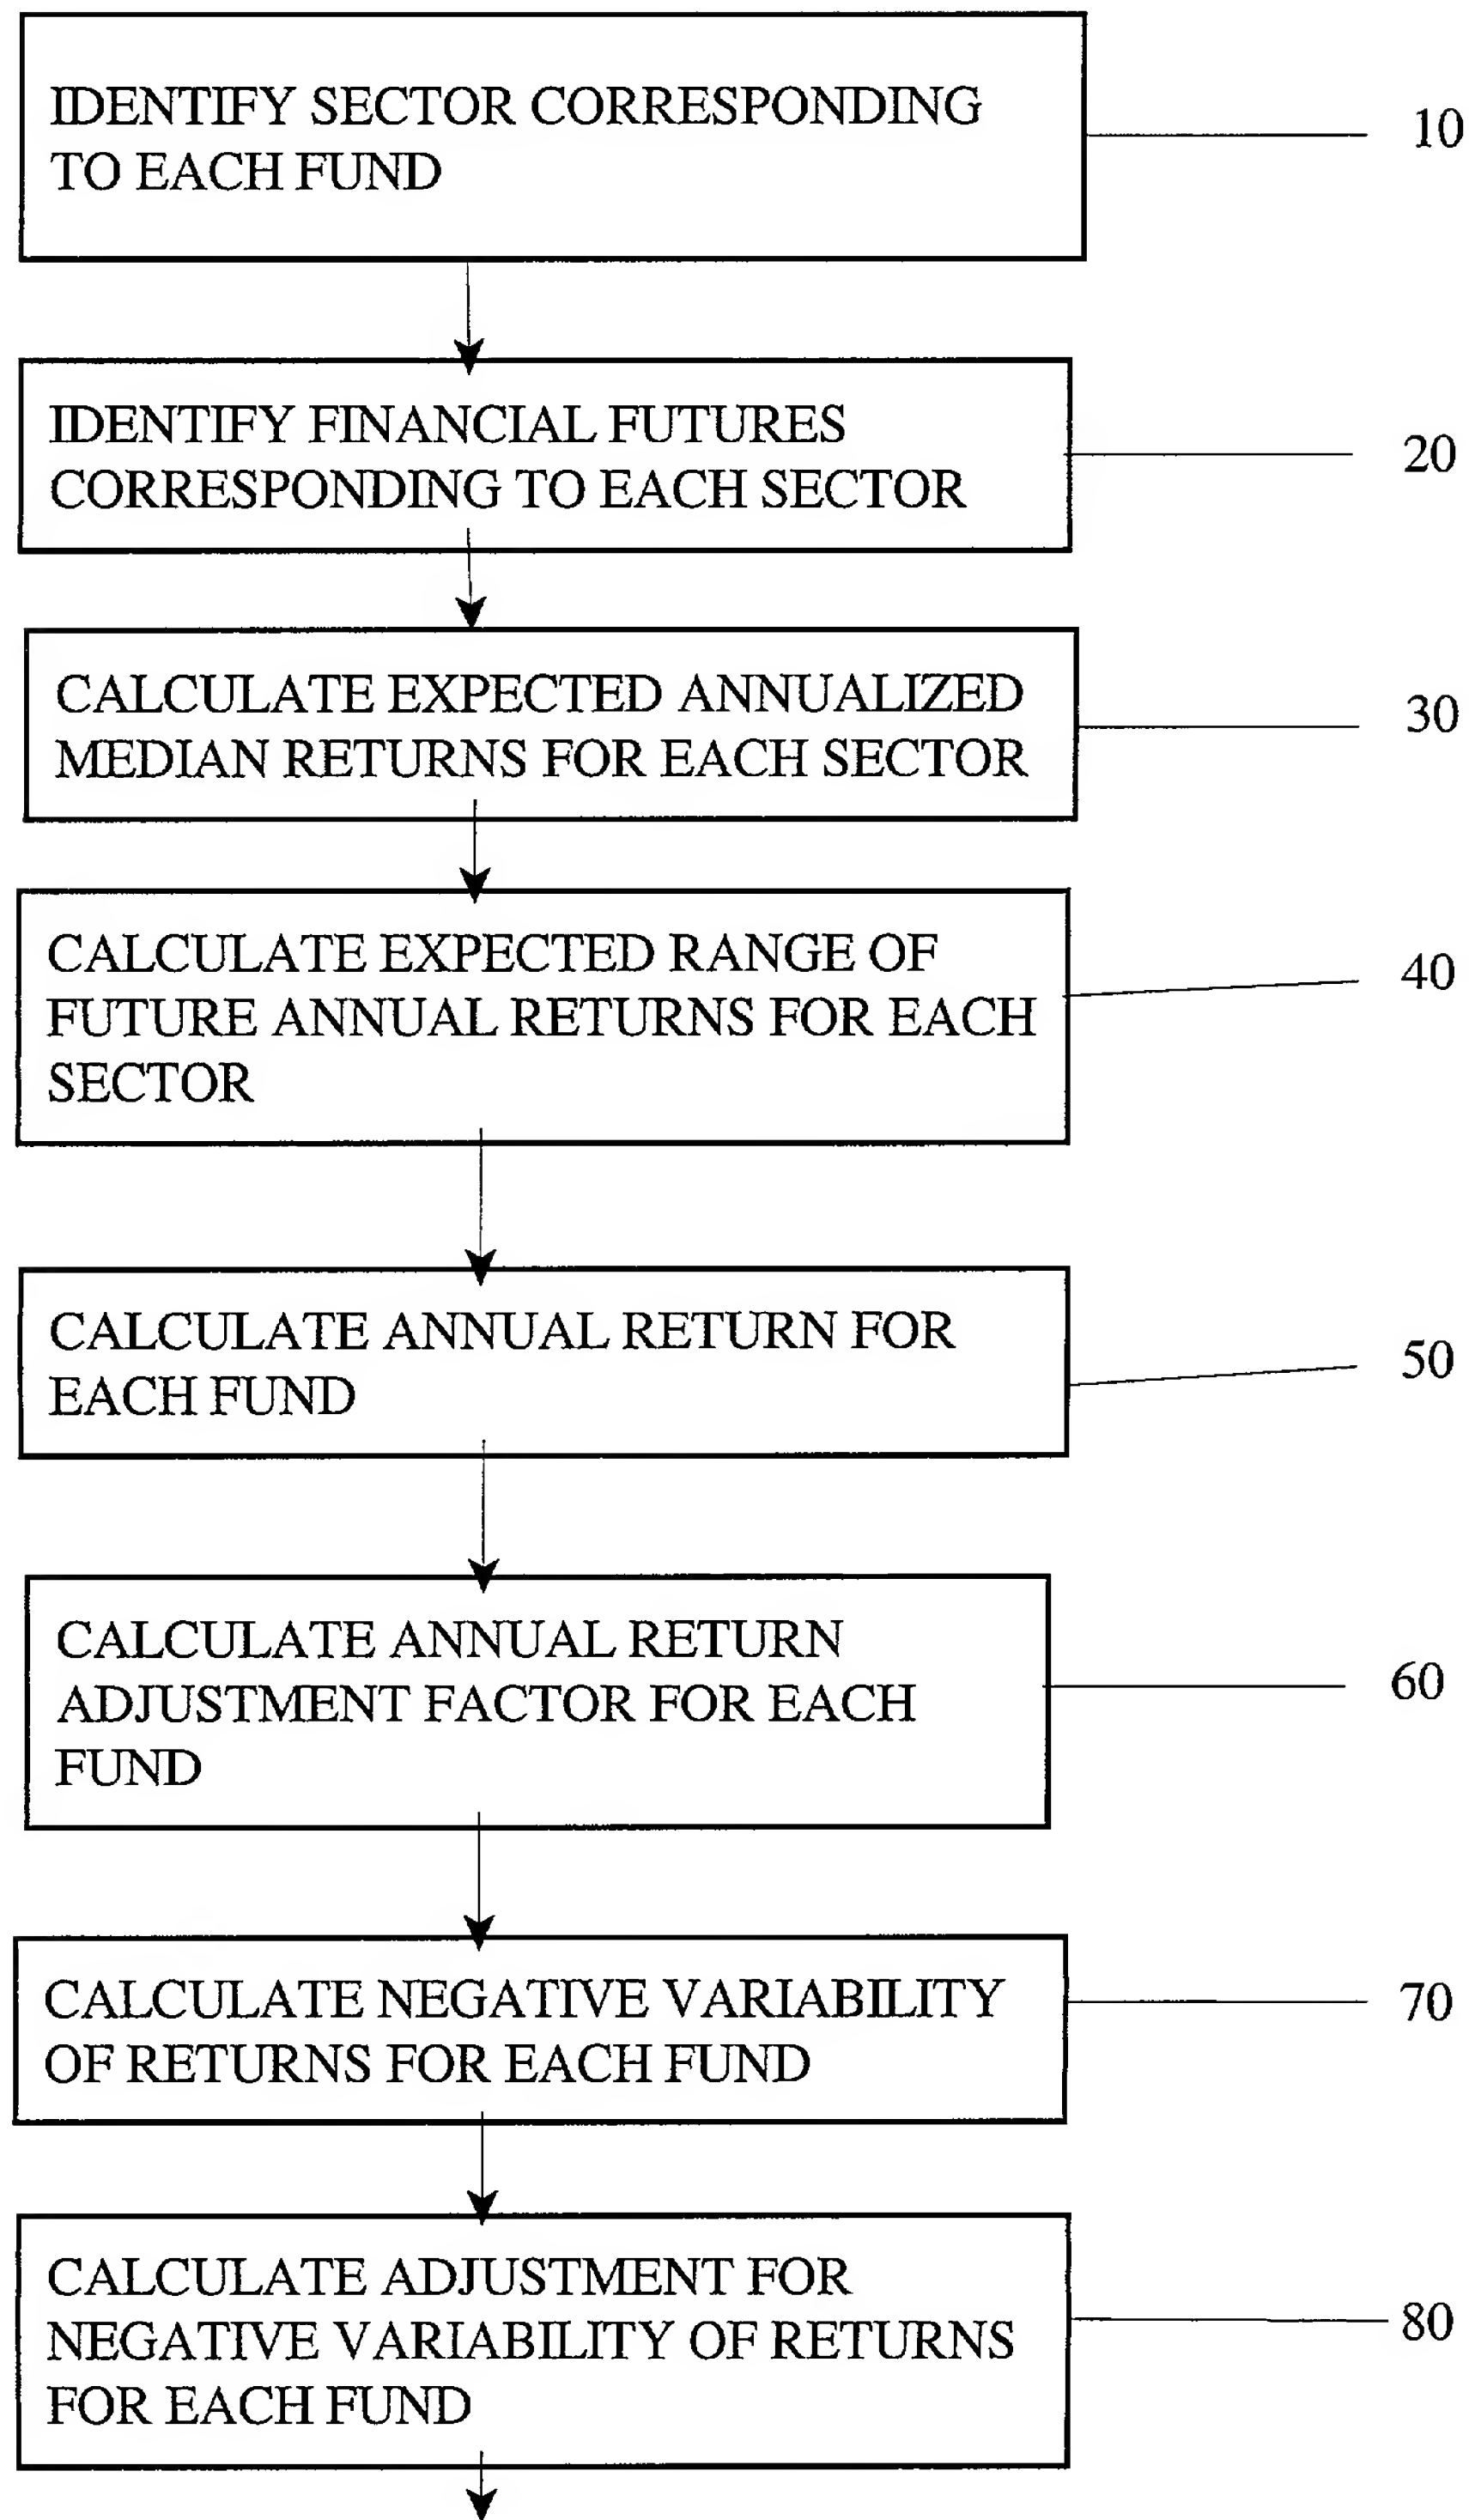 IDENTIFY SECTOR CORRESPONDING
TO EACH FUND
10
IDENTIFY FINANCIAL FUTURES
CORRESPONDING TO EACH SECTOR
20
CALCULATE EXPECTED ANNUALIZED
MEDIAN RETURNS FOR EACH SECTOR
30
CALCULATE EXPECTED RANGE OF
FUTURE ANNUAL RETURNS FOR EACH
SECTOR
40
CALCULATE ANNUAL RETURN FOR
EACH FUND
50
CALCULATE ANNUAL RETURN
ADJUSTMENT FACTOR FOR EACH
FUND
60
CALCULATE NEGATIVE VARIABILITY
OF RETURNS FOR EACH FUND
70
CALCULATE ADJUSTMENT FOR
NEGATIVE VARIABILITY OF RETURNS
FOR EACH FUND
80